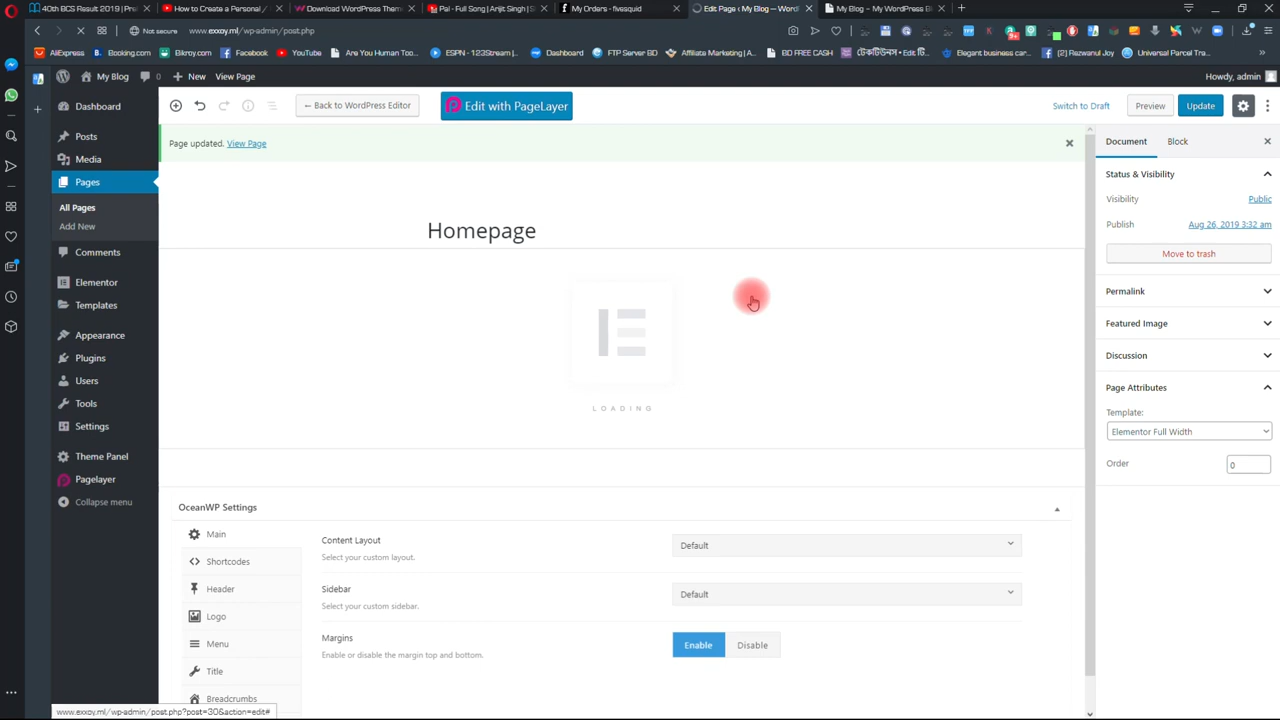 40th BCS Result 2019 | Pre
How to Create a Personal
Download WordPress Them
Pal - Full Song | Arijit Singh | S
My Orders - fivesquid
Edit Page ‹ My Blog — Wordl
My Blog – My WordPress Bl
Not secure
www.exxoy.ml/wp-admin/post.php
AliExpress
Booking.com
Bikroy.com
Facebook
YouTube
Are You Human Too...
ESPN - 123Stream |...
Dashboard
FTP Server BD
Affiliate Marketing |...
BD FREE CASH
Elegant business car...
(2) Rezwanul Joy
Universal Parcel Tra...
My Blog
0
New
View Page
Howdy, admin
Dashboard
Posts
Media
Pages
All Pages
Add New
Comments
Elementor
Templates
Appearance
Plugins
Users
Tools
Settings
Theme Panel
Pagelayer
Collapse menu
← Back to WordPress Editor
Edit with PageLayer
Switch to Draft
Preview
Update
Page updated. View Page
Homepage
LOADING
OceanWP Settings
Main
Shortcodes
Header
Logo
Menu
Title
Breadcrumbs
Content Layout
Select your custom layout.
Default
Sidebar
Select your custom sidebar.
Default
Margins
Enable or disable the margin top and bottom.
Enable
Disable
Document
Block
Status & Visibility
Visibility
Public
Publish
Aug 26, 2019 3:32 am
Move to trash
Permalink
Featured Image
Discussion
Page Attributes
Template:
Elementor Full Width
Order
0
www.exxoy.ml/wp-admin/post.php?post=30&action=edit#